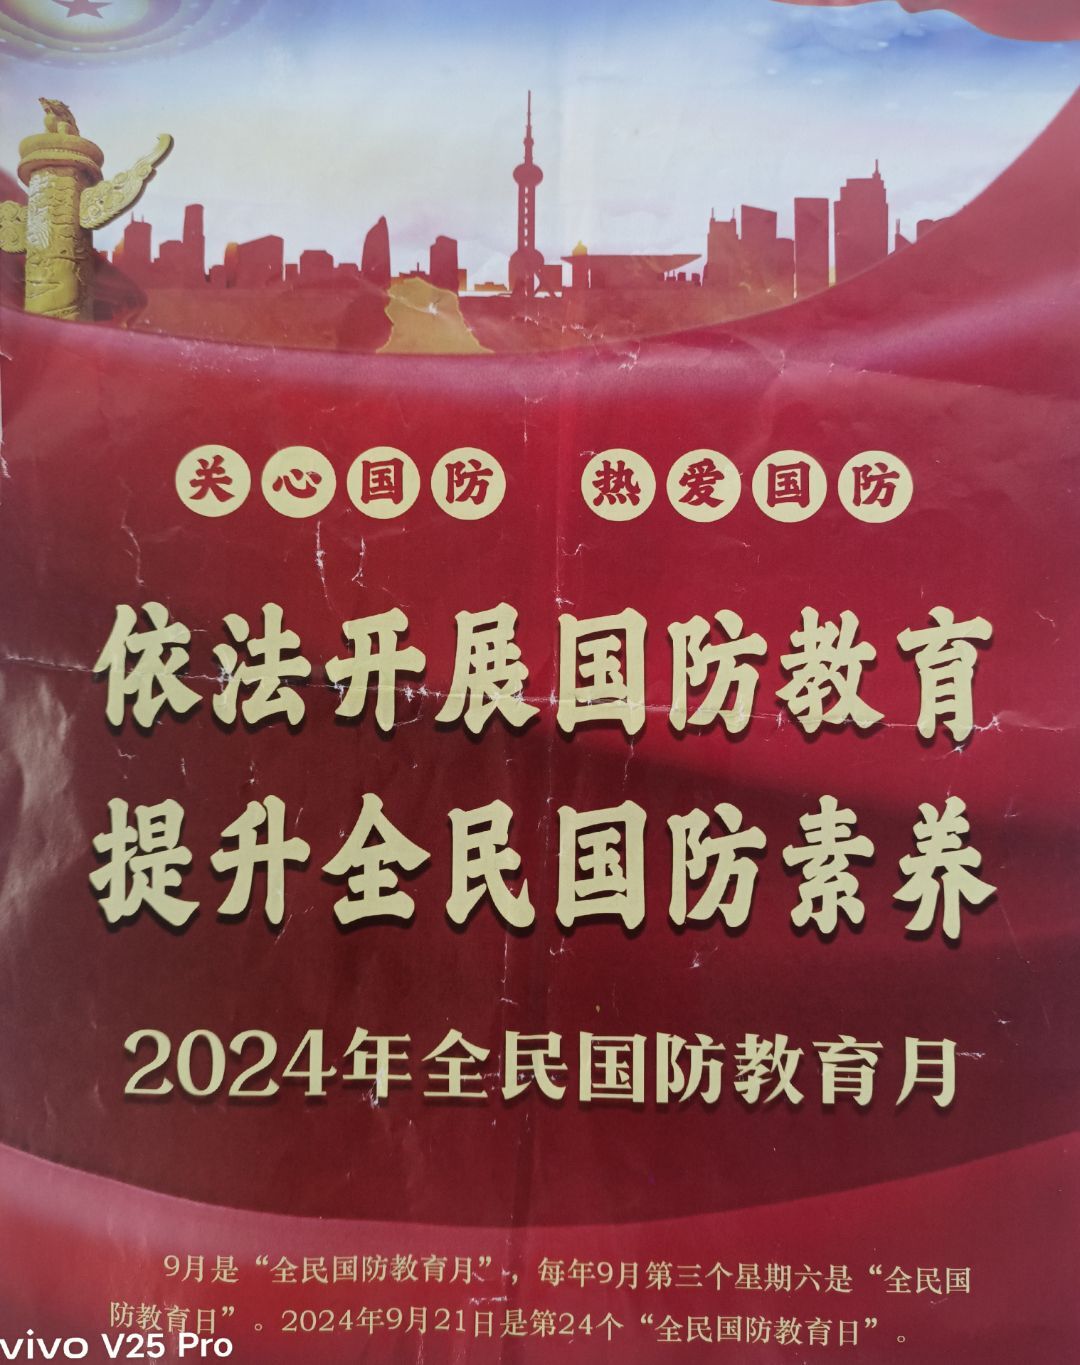 关心国防 热爱国防
依法开展国防教育
提升全民国防素养
2024年全民国防教育月
9月是“全民国防教育月”，每年9月第三个星期六是“全民国
防教育日”。2024年9月21日是第24个“全民国防教育日”。
vivo V25 Pro